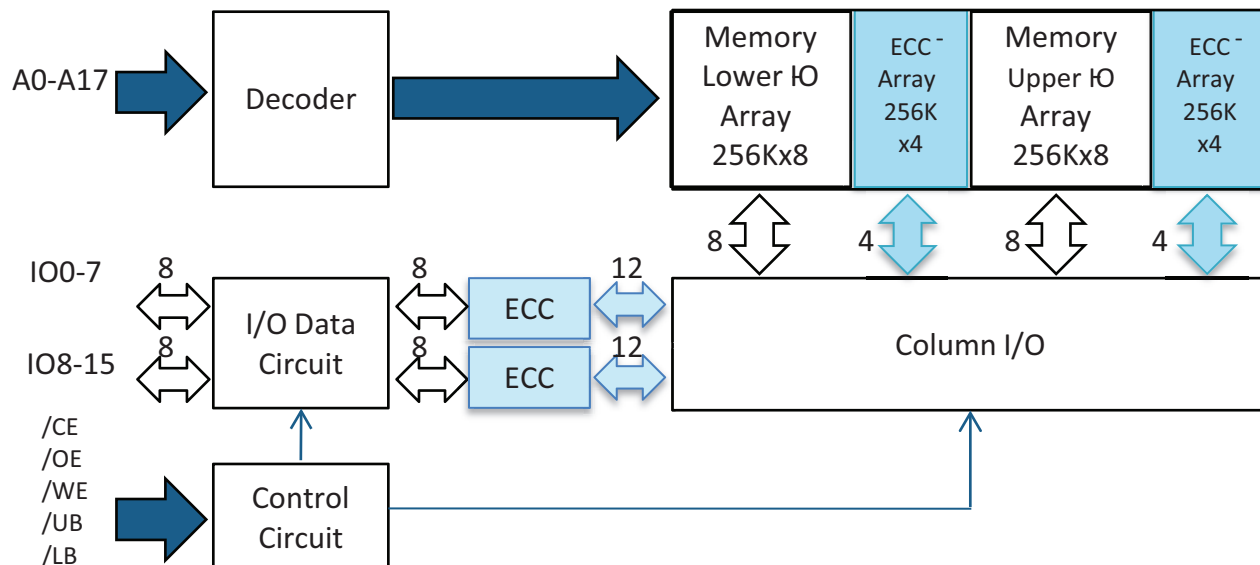 A0-A17
Decoder
Memory
Lower IO
Array
256Kx8
ECC -
Array
256K
x4
Memory
Upper IO
Array
256Kx8
ECC -
Array
256K
x4
8
4
8
4
IO0-7
8
8
12
I/O Data
Circuit
ECC
IO8-15
8
8
12
ECC
Column I/O
/CE
/OE
/WE
/UB
/LB
Control
Circuit